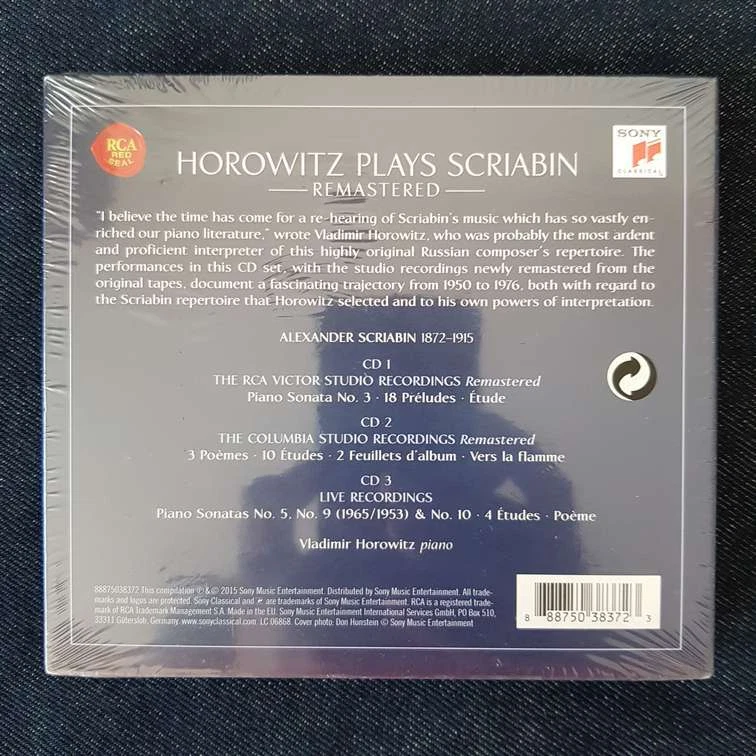 RCA
RED
SEAL
SONY
CLASSICAL
HOROWITZ PLAYS SCRIABIN
REMASTERED
"I believe the time has come for a re-hearing of Scriabin's music which has so vastly en-
riched our piano literature," wrote Vladimir Horowitz, who was probably the most ardent
and proficient interpreter of this highly original Russian composer's repertoire. The
performances in this CD set, with the studio recordings newly remastered from the
original tapes, document a fascinating trajectory from 1950 to 1976, both with regard to
the Scriabin repertoire that Horowitz selected and to his own powers of interpretation.
ALEXANDER SCRIABIN 1872–1915
CD 1
THE RCA VICTOR STUDIO RECORDINGS Remastered
Piano Sonata No. 3 · 18 Préludes · Étude
CD 2
THE COLUMBIA STUDIO RECORDINGS Remastered
3 Poèmes · 10 Études · 2 Feuillets d'album · Vers la flamme
CD 3
LIVE RECORDINGS
Piano Sonatas No. 5, No. 9 (1965/1953) & No. 10 · 4 Études · Poème
Vladimir Horowitz piano
88875038372 This compilation ℗ & © 2015 Sony Music Entertainment. Distributed by Sony Music Entertainment. All trade-
marks and logos are protected. Sony Classical and are trademarks of Sony Music Entertainment. RCA is a registered trade-
mark of RCA Trademark Management S.A. Made in the EU. Sony Music Entertainment International Services GmbH, PO Box 510,
33311 Gütersloh, Germany. www.sonyclassical.com. LC 06868. Cover photo: Don Hunstein © Sony Music Entertainment
8 88750 38372 3